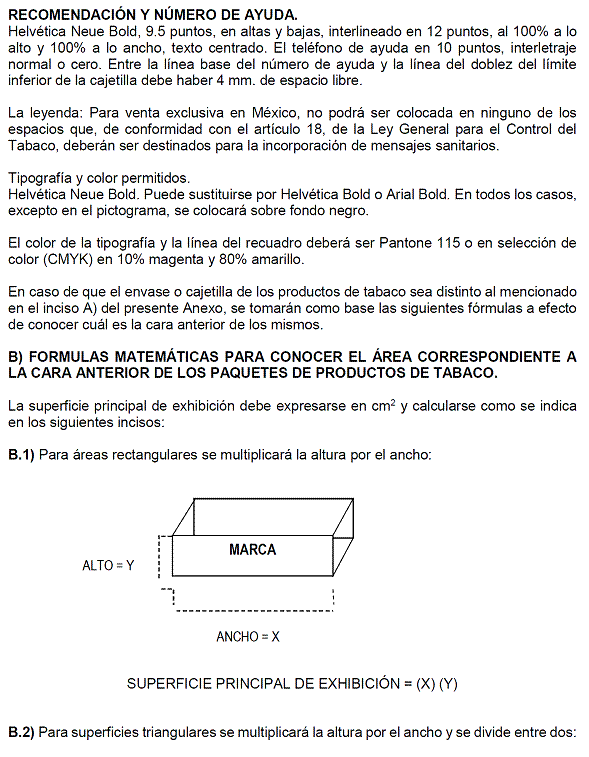 RECOMENDACIÓN Y NÚMERO DE AYUDA.
Helvética Neue Bold, 9.5 puntos, en altas y bajas, interlineado en 12 puntos, al 100% a lo
alto y 100% a lo ancho, texto centrado. El teléfono de ayuda en 10 puntos, interletraje
normal o cero. Entre la línea base del número de ayuda y la línea del doblez del límite
inferior de la cajetilla debe haber 4 mm. de espacio libre.
La leyenda: Para venta exclusiva en México, no podrá ser colocada en ninguno de los
espacios que, de conformidad con el artículo 18, de la Ley General para el Control del
Tabaco, deberán ser destinados para la incorporación de mensajes sanitarios.
Tipografía y color permitidos.
Helvética Neue Bold. Puede sustituirse por Helvética Bold o Arial Bold. En todos los casos,
excepto en el pictograma, se colocará sobre fondo negro.
El color de la tipografía y la línea del recuadro deberá ser Pantone 115 o en selección de
color (CMYK) en 10% magenta y 80% amarillo.
En caso de que el envase o cajetilla de los productos de tabaco sea distinto al mencionado
en el inciso A) del presente Anexo, se tomarán como base las siguientes fórmulas a efecto
de conocer cuál es la cara anterior de los mismos.
B) FORMULAS MATEMÁTICAS PARA CONOCER EL ÁREA CORRESPONDIENTE A
LA CARA ANTERIOR DE LOS PAQUETES DE PRODUCTOS DE TABACO.
La superficie principal de exhibición debe expresarse en cm² y calcularse como se indica
en los siguientes incisos:
B.1) Para áreas rectangulares se multiplicará la altura por el ancho:
MARCA
ALTO = Y
ANCHO = X
SUPERFICIE PRINCIPAL DE EXHIBICIÓN = (X) (Y)
B.2) Para superficies triangulares se multiplicará la altura por el ancho y se divide entre dos: